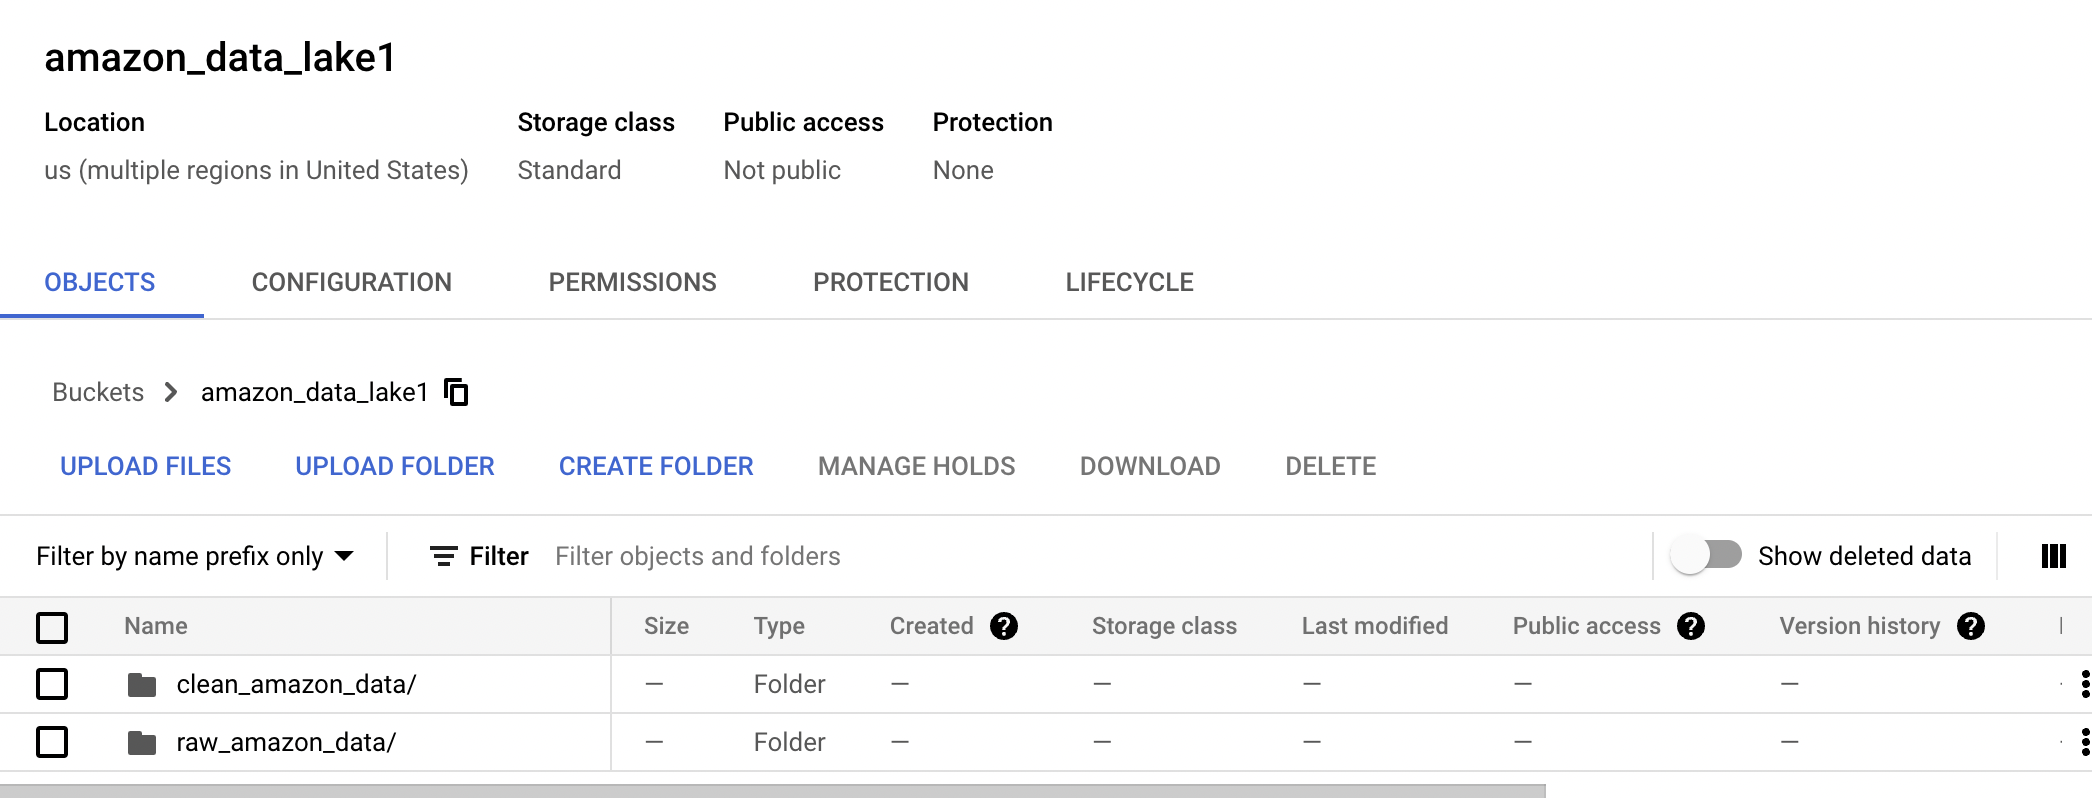 amazon_data_lake1
Location Storage class Public access Protection
us (multiple regions in United States) Standard Not public None
OBJECTS CONFIGURATION PERMISSIONS PROTECTION LIFECYCLE
Buckets > amazon_data_lake1
UPLOAD FILES UPLOAD FOLDER CREATE FOLDER MANAGE HOLDS DOWNLOAD DELETE
Filter by name prefix only Filter Filter objects and folders Show deleted data
Name Size Type Created ? Storage class Last modified Public access ? Version history ?
clean_amazon_data/ — Folder — — — — —
raw_amazon_data/ — Folder — — — — —